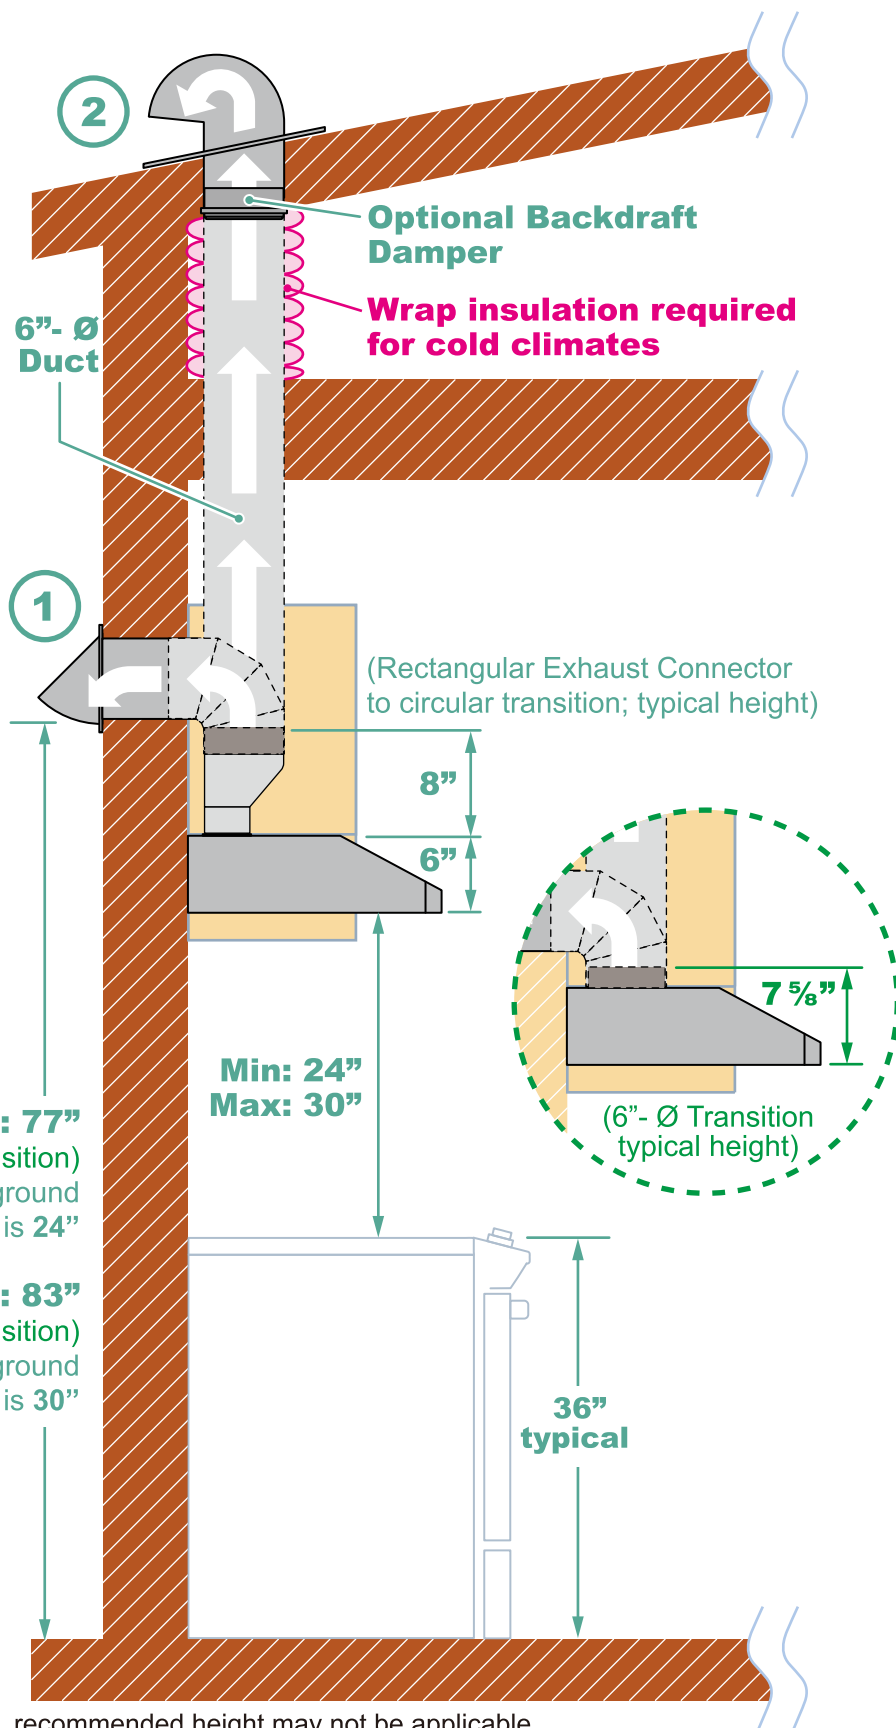 2
Optional Backdraft
Damper
Wrap insulation required
for cold climates
6”- Ø
Duct
1
(Rectangular Exhaust Connector
to circular transition; typical height)
8”
6”
7 ⅝”
(6”- Ø Transition
typical height)
Min: 24”
Max: 30”
: 77”
sition)
ground
is 24”
: 83”
sition)
ground
is 30”
36”
typical
recommended height may not be applicable